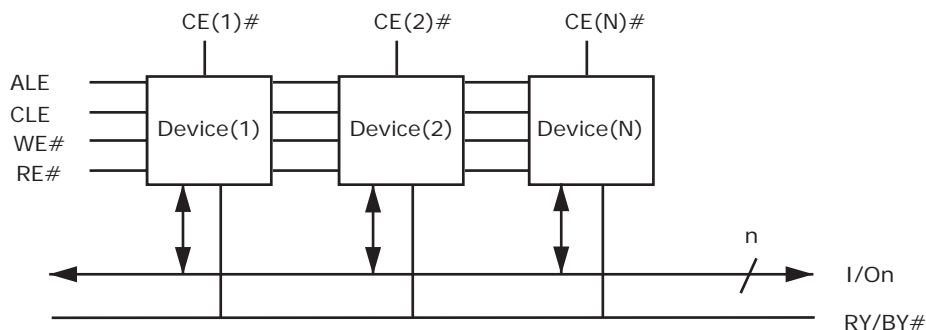 CE(1)# CE(2)# CE(N)#
ALE
CLE
WE#
RE#
Device(1) Device(2) Device(N)
n
I/On
RY/BY#